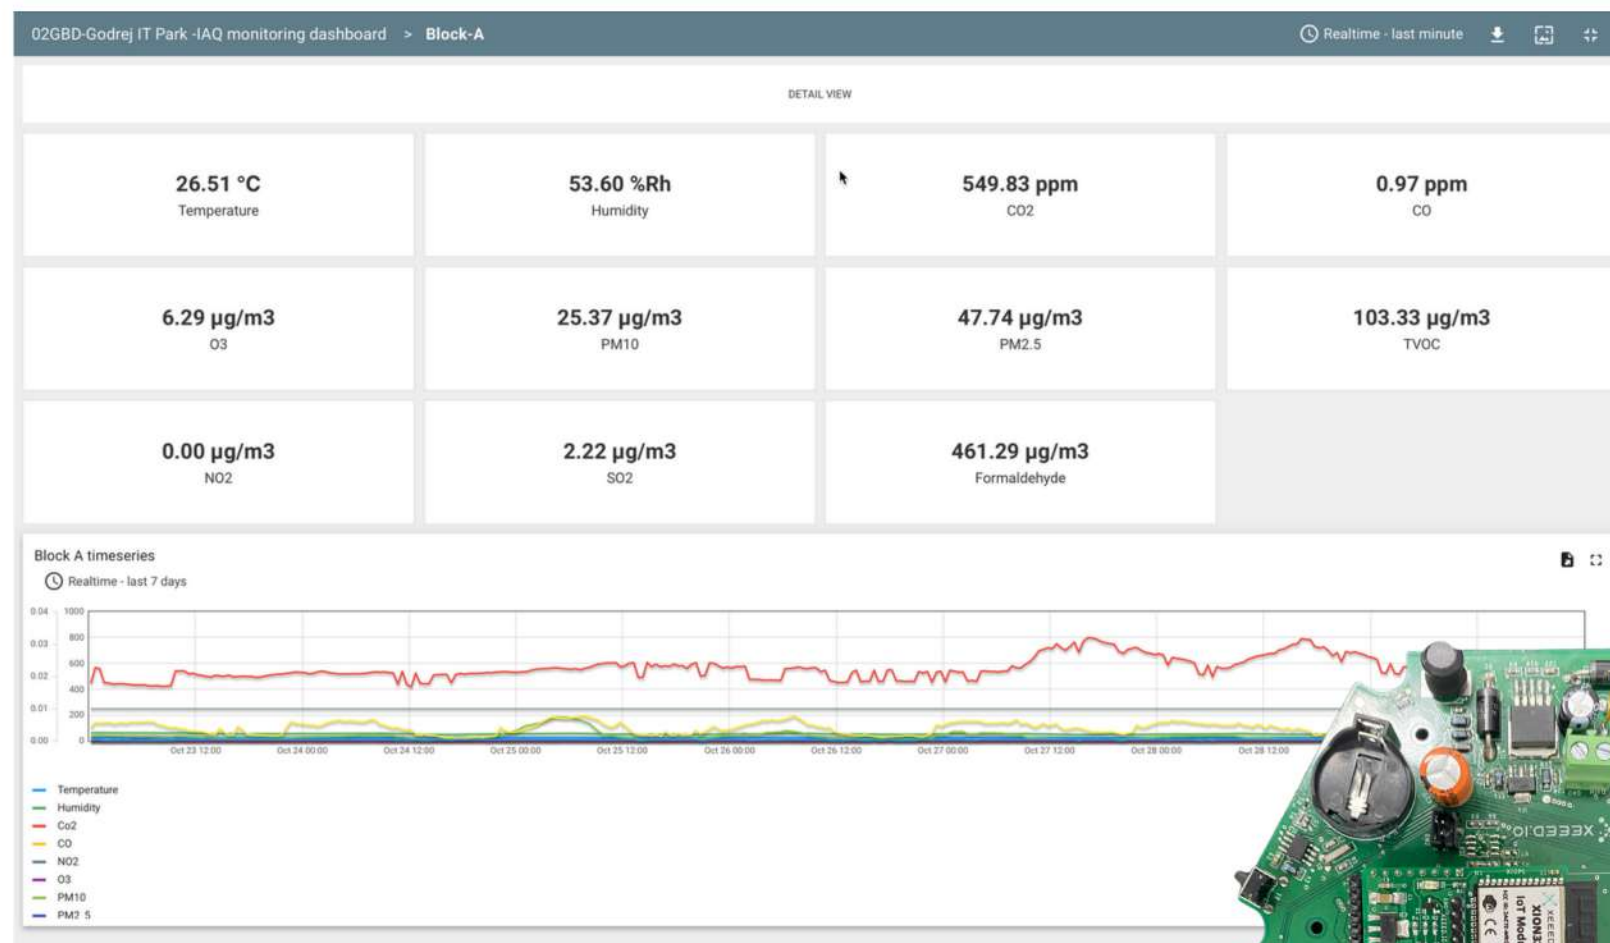 02GBD-Godrej IT Park -IAQ monitoring dashboard > Block-A
Realtime - last minute
DETAIL VIEW
26.51 °C
Temperature
53.60 %Rh
Humidity
549.83 ppm
CO2
0.97 ppm
CO
6.29 µg/m3
O3
25.37 µg/m3
PM10
47.74 µg/m3
PM2.5
103.33 µg/m3
TVOC
0.00 µg/m3
NO2
2.22 µg/m3
SO2
461.29 µg/m3
Formaldehyde
Block A timeseries
Realtime - last 7 days
0.04 1000
800
0.03
600
0.02
400
0.01
200
0.00 0
Oct 23 12:00 Oct 24 00:00 Oct 24 12:00 Oct 25 00:00 Oct 25 12:00 Oct 26 00:00 Oct 26 12:00 Oct 27 00:00 Oct 27 12:00 Oct 28 00:00 Oct 28 12:00
Temperature
Humidity
Co2
CO
NO2
O3
PM10
PM2 5
XEEED.IO